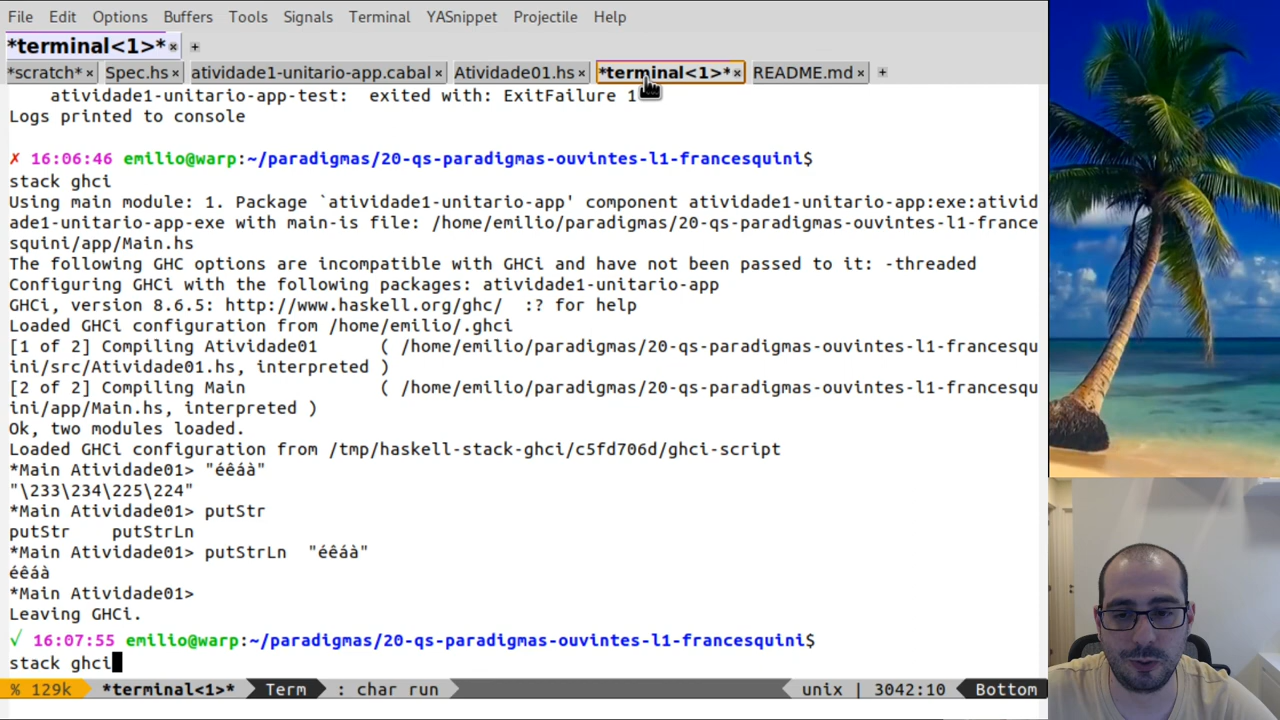 File Edit Options Buffers Tools Signals Terminal YASnippet Projectile Help
*terminal<1>* × +
*scratch* × Spec.hs × atividade1-unitario-app.cabal × Atividade01.hs × *terminal<1>* × README.md × +
atividade1-unitario-app-test:  exited with: ExitFailure 1
Logs printed to console
✗ 16:06:46 emilio@warp:~/paradigmas/20-qs-paradigmas-ouvintes-l1-francesquini$
stack ghci
Using main module: 1. Package `atividade1-unitario-app' component atividade1-unitario-app:exe:ativid
ade1-unitario-app-exe with main-is file: /home/emilio/paradigmas/20-qs-paradigmas-ouvintes-l1-france
squini/app/Main.hs
The following GHC options are incompatible with GHCi and have not been passed to it: -threaded
Configuring GHCi with the following packages: atividade1-unitario-app
GHCi, version 8.6.5: http://www.haskell.org/ghc/  :? for help
Loaded GHCi configuration from /home/emilio/.ghci
[1 of 2] Compiling Atividade01      ( /home/emilio/paradigmas/20-qs-paradigmas-ouvintes-l1-francesqu
ini/src/Atividade01.hs, interpreted )
[2 of 2] Compiling Main             ( /home/emilio/paradigmas/20-qs-paradigmas-ouvintes-l1-francesqu
ini/app/Main.hs, interpreted )
Ok, two modules loaded.
Loaded GHCi configuration from /tmp/haskell-stack-ghci/c5fd706d/ghci-script
*Main Atividade01> "éêáà"
"\233\234\225\224"
*Main Atividade01> putStr
putStr    putStrLn
*Main Atividade01> putStrLn  "éêáà"
éêáà
*Main Atividade01>
Leaving GHCi.
√ 16:07:55 emilio@warp:~/paradigmas/20-qs-paradigmas-ouvintes-l1-francesquini$
stack ghci
% 129k *terminal<1>* Term : char run unix | 3042:10 Bottom